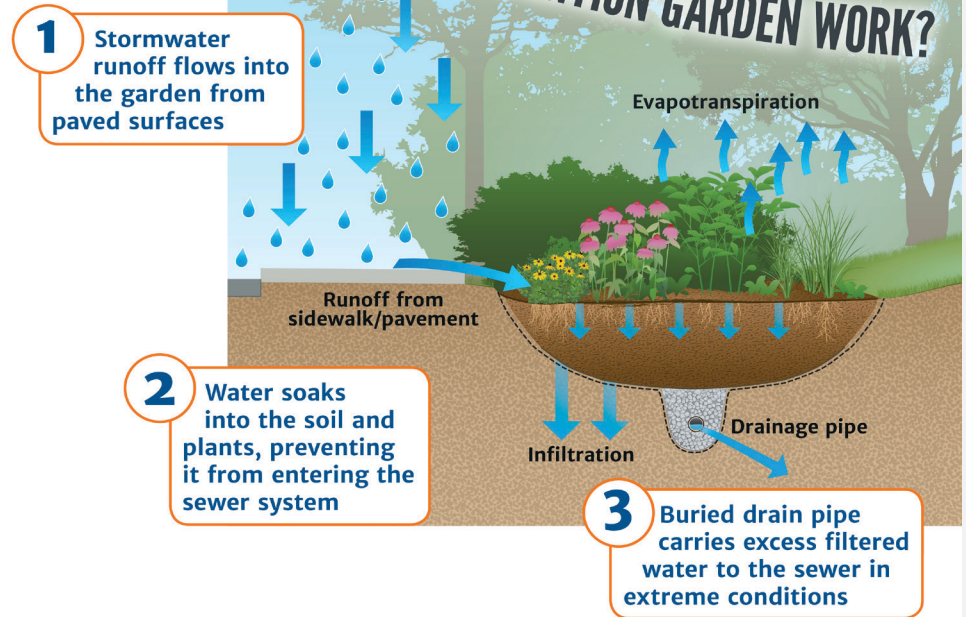 GARDEN WORK?
1
Stormwater
runoff flows into
the garden from
paved surfaces
Evapotranspiration
Runoff from
sidewalk/pavement
2
Water soaks
into the soil and
plants, preventing
it from entering the
sewer system
Infiltration
Drainage pipe
3
Buried drain pipe
carries excess filtered
water to the sewer in
extreme conditions